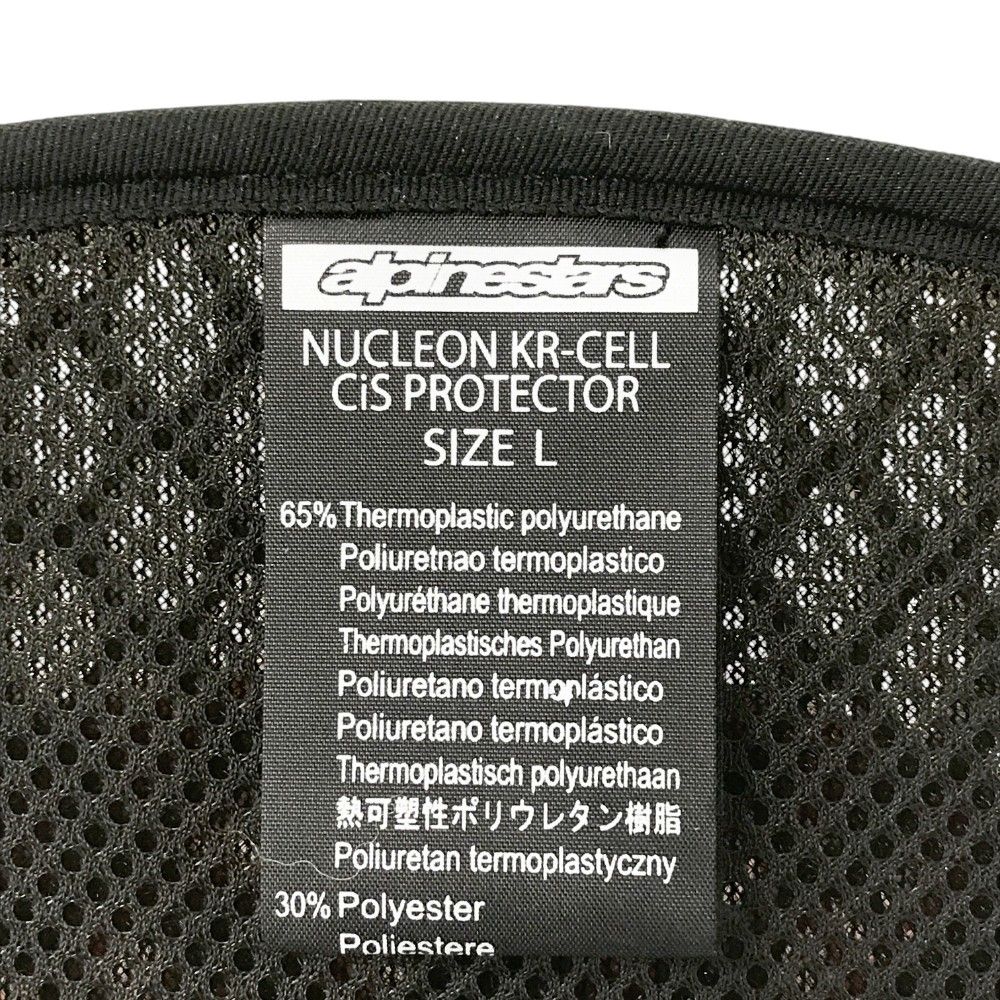 alpinestars
NUCLEON KR-CELL
CiS PROTECTOR
SIZE L
65% Thermoplastic polyurethane
Poliuretnao termoplastico
Polyuréthane thermoplastique
Thermoplastisches Polyurethan
Poliuretano termoplástico
Poliuretano termoplástico
Thermoplastisch polyurethaan
熱可塑性ポリウレタン樹脂
Poliuretan termoplastyczny
30% Polyester
Poliestere